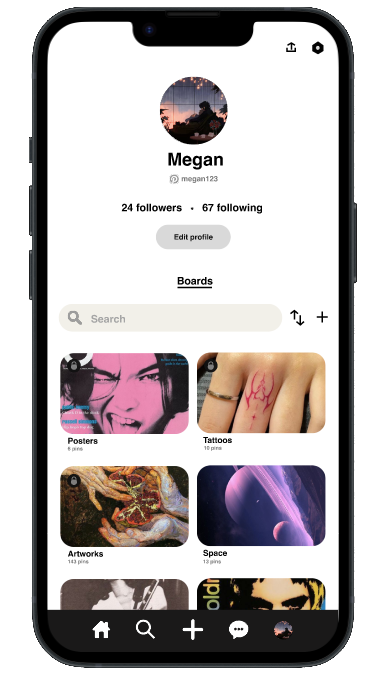 Megan
megan123
24 followers • 67 following
Edit profile
Boards
Search
Posters
6 pins
Tattoos
10 pins
Artworks
143 pins
Space
13 pins